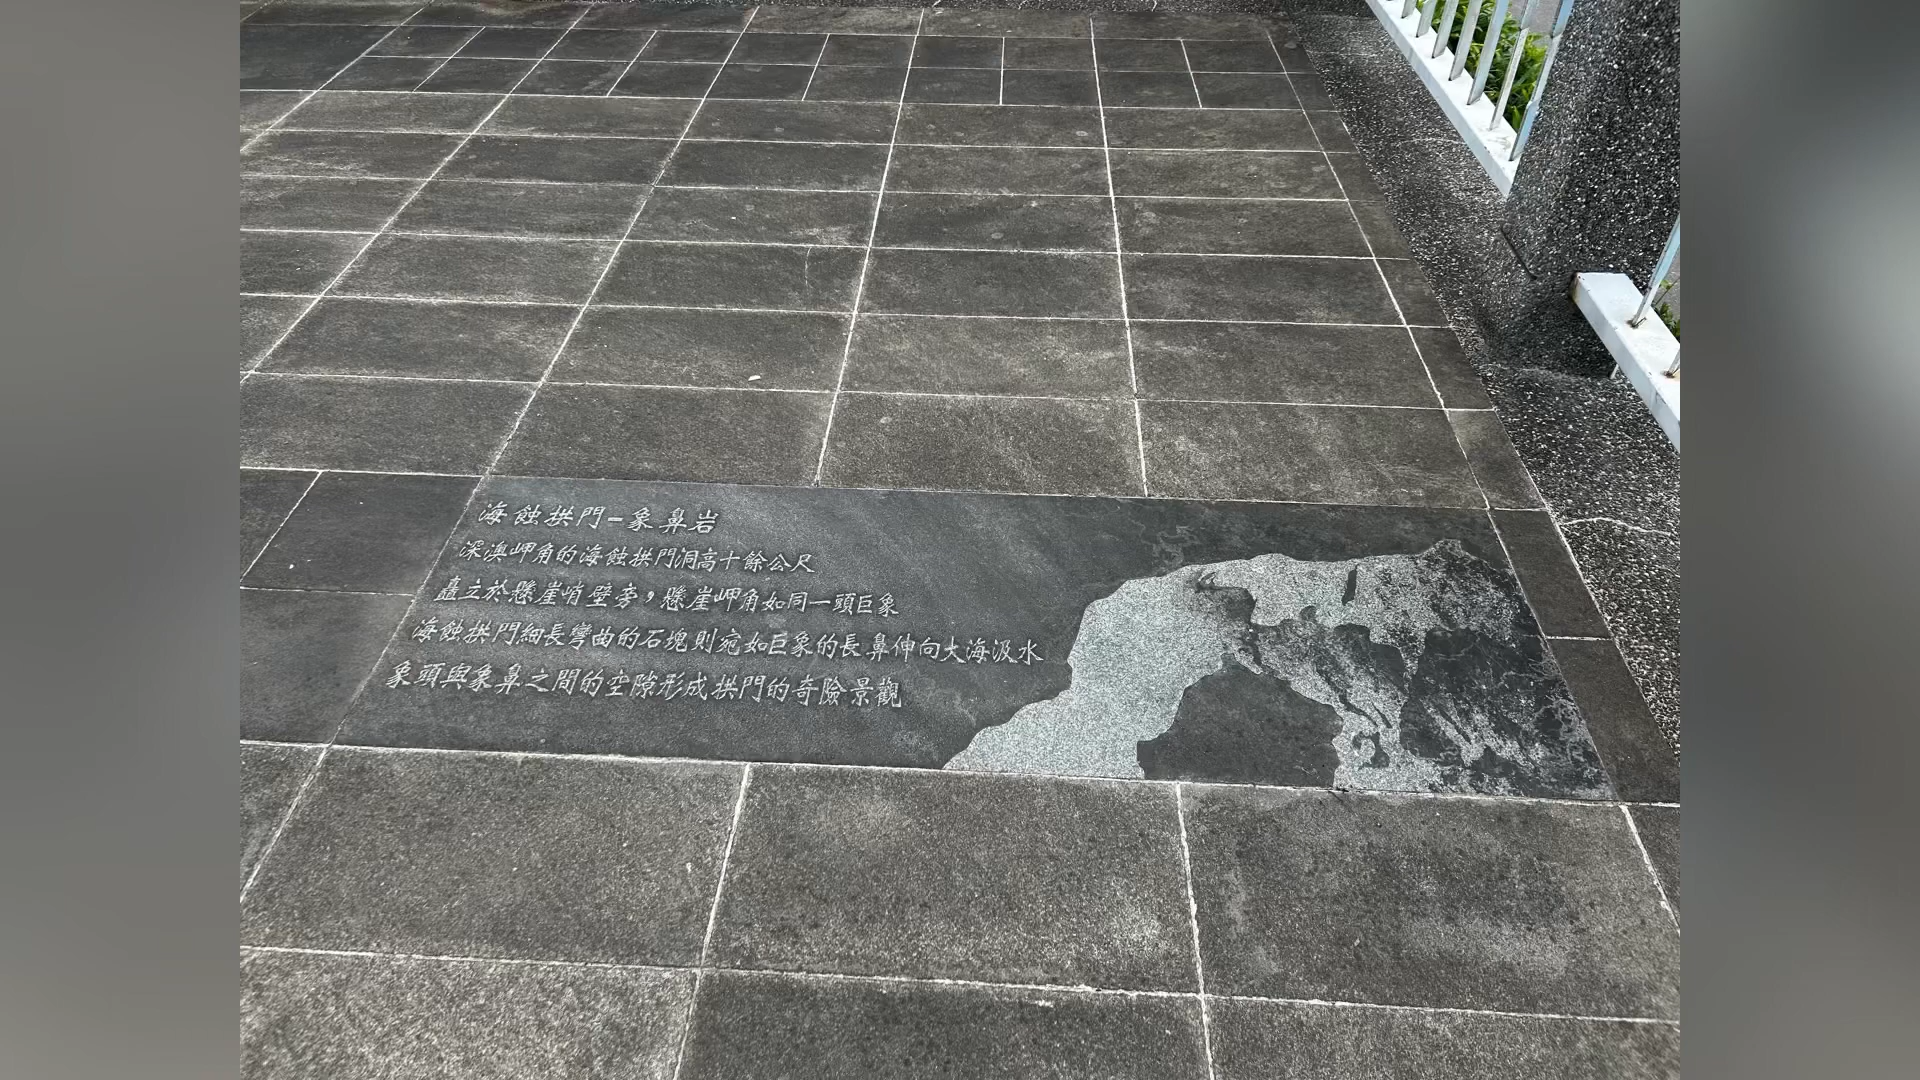 海蝕拱門-象鼻岩
深澳岬角的海蝕拱門洞高十餘公尺
矗立於懸崖峭壁旁，懸崖岬角如同一頭巨象
海蝕拱門細長彎曲的石塊則宛如巨象的長鼻伸向大海汲水
象頭與象鼻之間的空隙形成拱門的奇險景觀